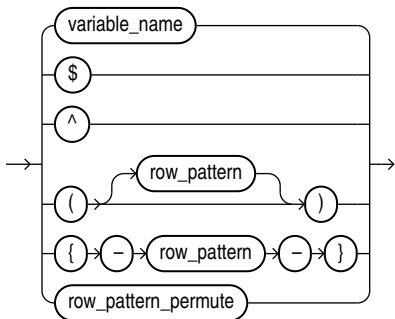 variable_name
$
^
( row_pattern )
{ – row_pattern – }
row_pattern_permute